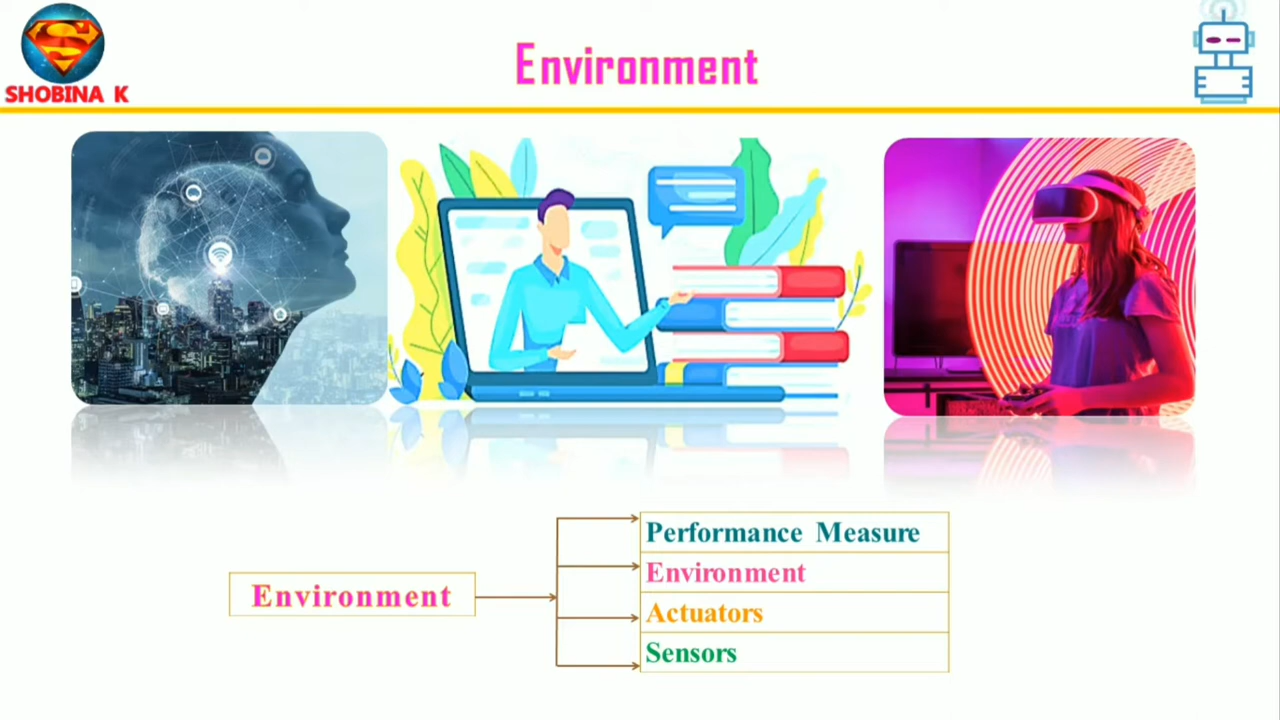 SHOBINA K
Environment
Environment
Performance Measure
Environment
Actuators
Sensors